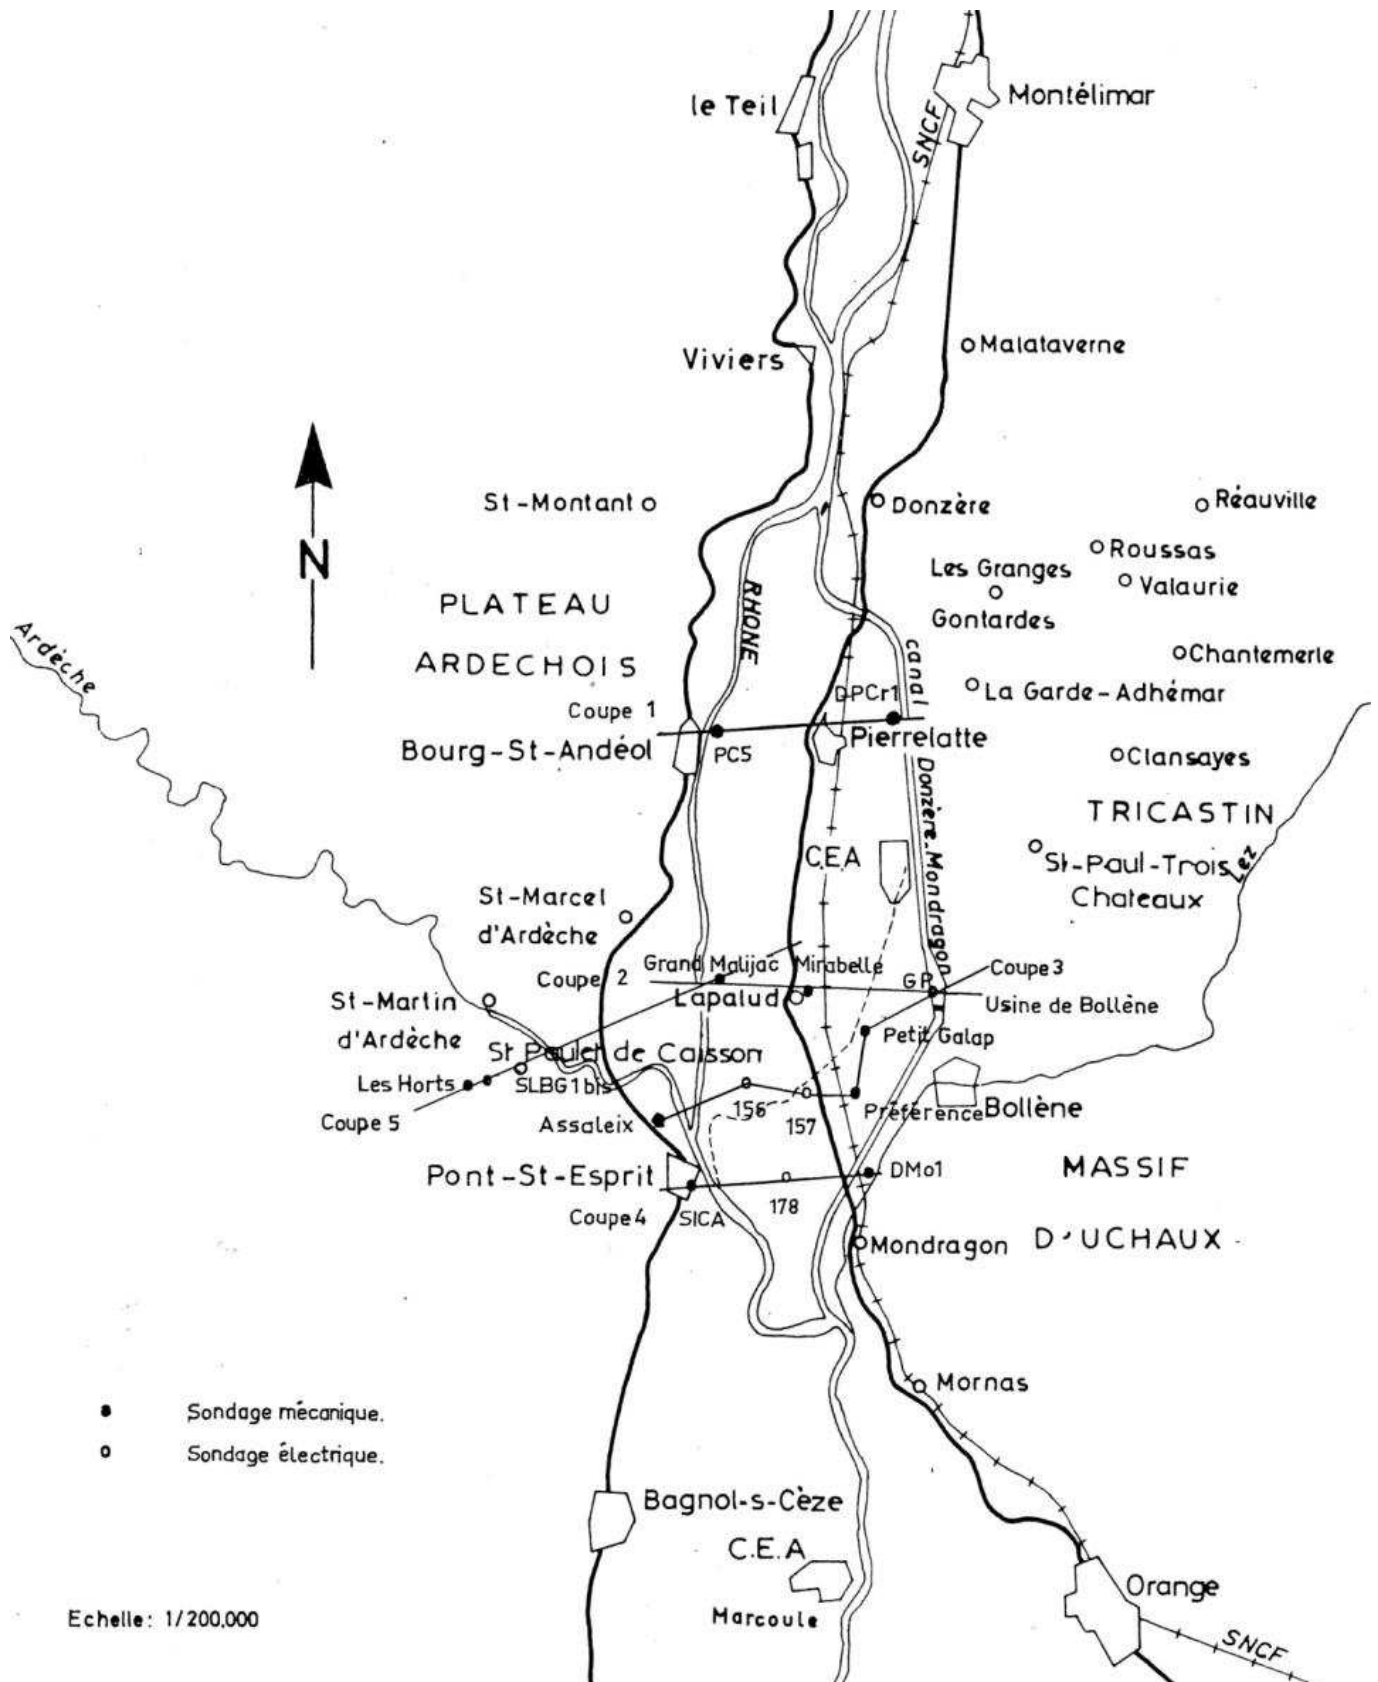 le Teil
Montélimar
SNCF
Viviers
Malataverne
St-Montant
Donzère
Réauville
Roussas
Les Granges
Gontardes
Valaurie
N
PLATEAU
ARDECHOIS
RHONE
Ardèche
canal
Chantemerle
La Garde-Adhémar
DPCr1
Coupe 1
Bourg-St-Andéol
PC5
Pierrelatte
Clansayes
Donzère-Mondragon
TRICASTIN
C.E.A
St-Paul-Trois
Chateaux
Lez
St-Marcel
d'Ardèche
Grand Malijac
Mirabelle
Coupe 2
Coupe 3
GP
Lapalud
Usine de Bollène
St-Martin
d'Ardèche
Petit Galap
St Paulet de Caisson
Les Horts
SLBG1bis
Coupe 5
Assaleix
156
157
Préférence
Bollène
Pont-St-Esprit
DMo1
MASSIF
D'UCHAUX
Coupe 4
SICA
178
Mondragon
Mornas
Sondage mécanique.
Sondage électrique.
Bagnol-s-Cèze
C.E.A
Marcoule
Orange
SNCF
Echelle: 1/200,000